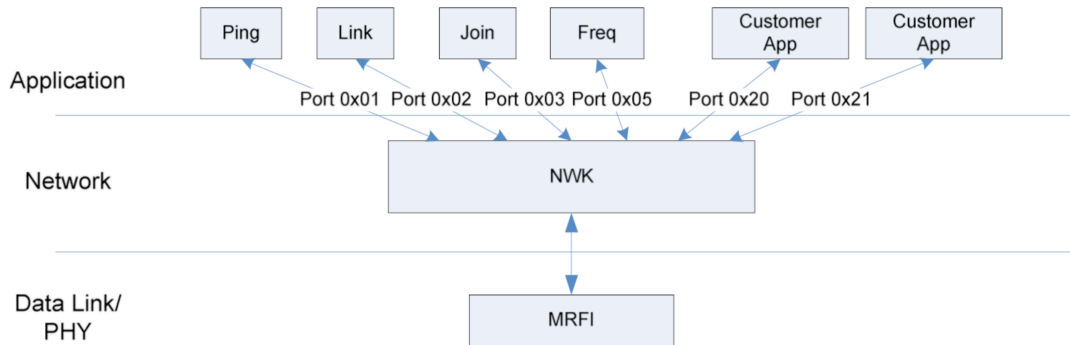 Ping
Link
Join
Freq
Customer
App
Customer
App
Application
Port 0x01
Port 0x02
Port 0x03
Port 0x05
Port 0x20
Port 0x21
Network
NWK
Data Link/
PHY
MRFI